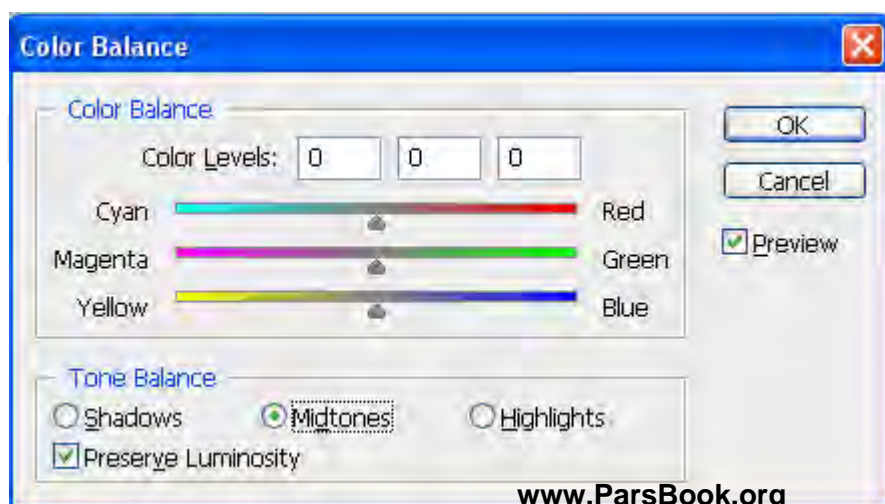 Color Balance
Color Balance
OK
Color Levels: 0 0 0
Cancel
Cyan Red
Preview
Magenta Green
Yellow Blue
Tone Balance
Shadows Midtones Highlights
Preserve Luminosity
www.ParsBook.org